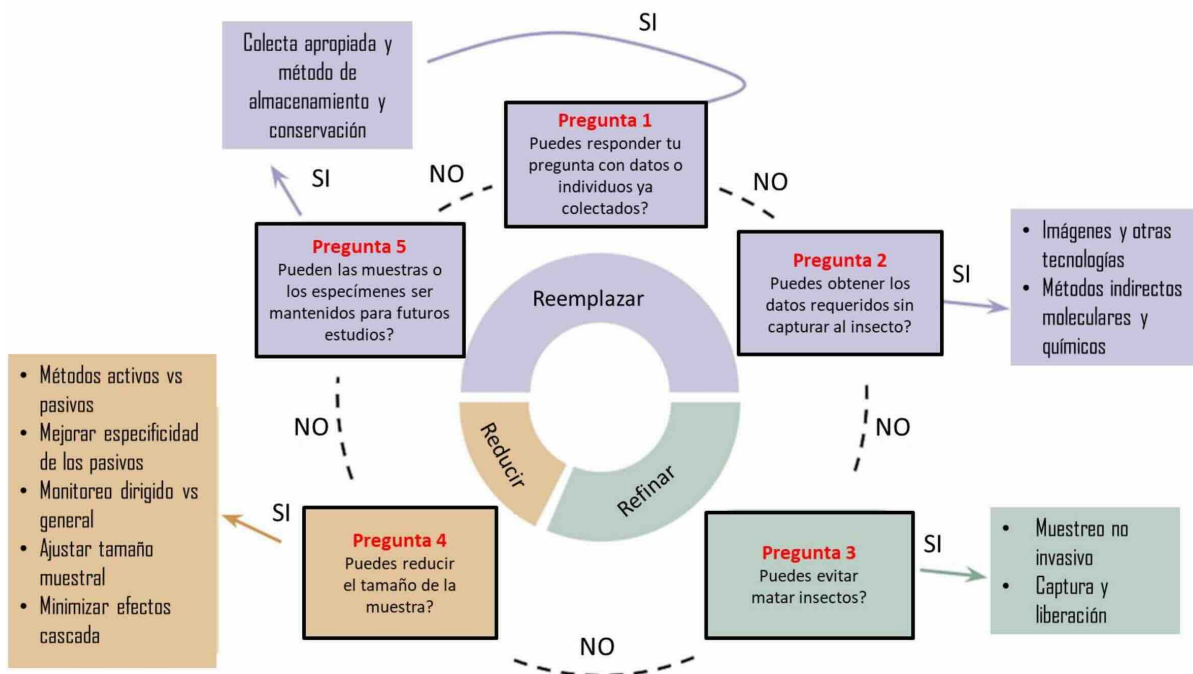 SI
Colecta apropiada y
método de
almacenamiento y
conservación
Pregunta 1
Puedes responder tu
pregunta con datos o
individuos ya
colectados?
SI
NO
NO
Pregunta 5
Pueden las muestras o
los especímenes ser
mantenidos para futuros
estudios?
Pregunta 2
Puedes obtener los
datos requeridos sin
capturar al insecto?
SI
• Imágenes y otras
tecnologías
• Métodos indirectos
moleculares y
químicos
Reemplazar
Reducir
Refinar
• Métodos activos vs
pasivos
• Mejorar especificidad
de los pasivos
• Monitoreo dirigido vs
general
• Ajustar tamaño
muestral
• Minimizar efectos
cascada
NO
NO
SI
Pregunta 4
Puedes reducir
el tamaño de la
muestra?
Pregunta 3
Puedes evitar
matar insectos?
SI
• Muestreo no
invasivo
• Captura y
liberación
NO